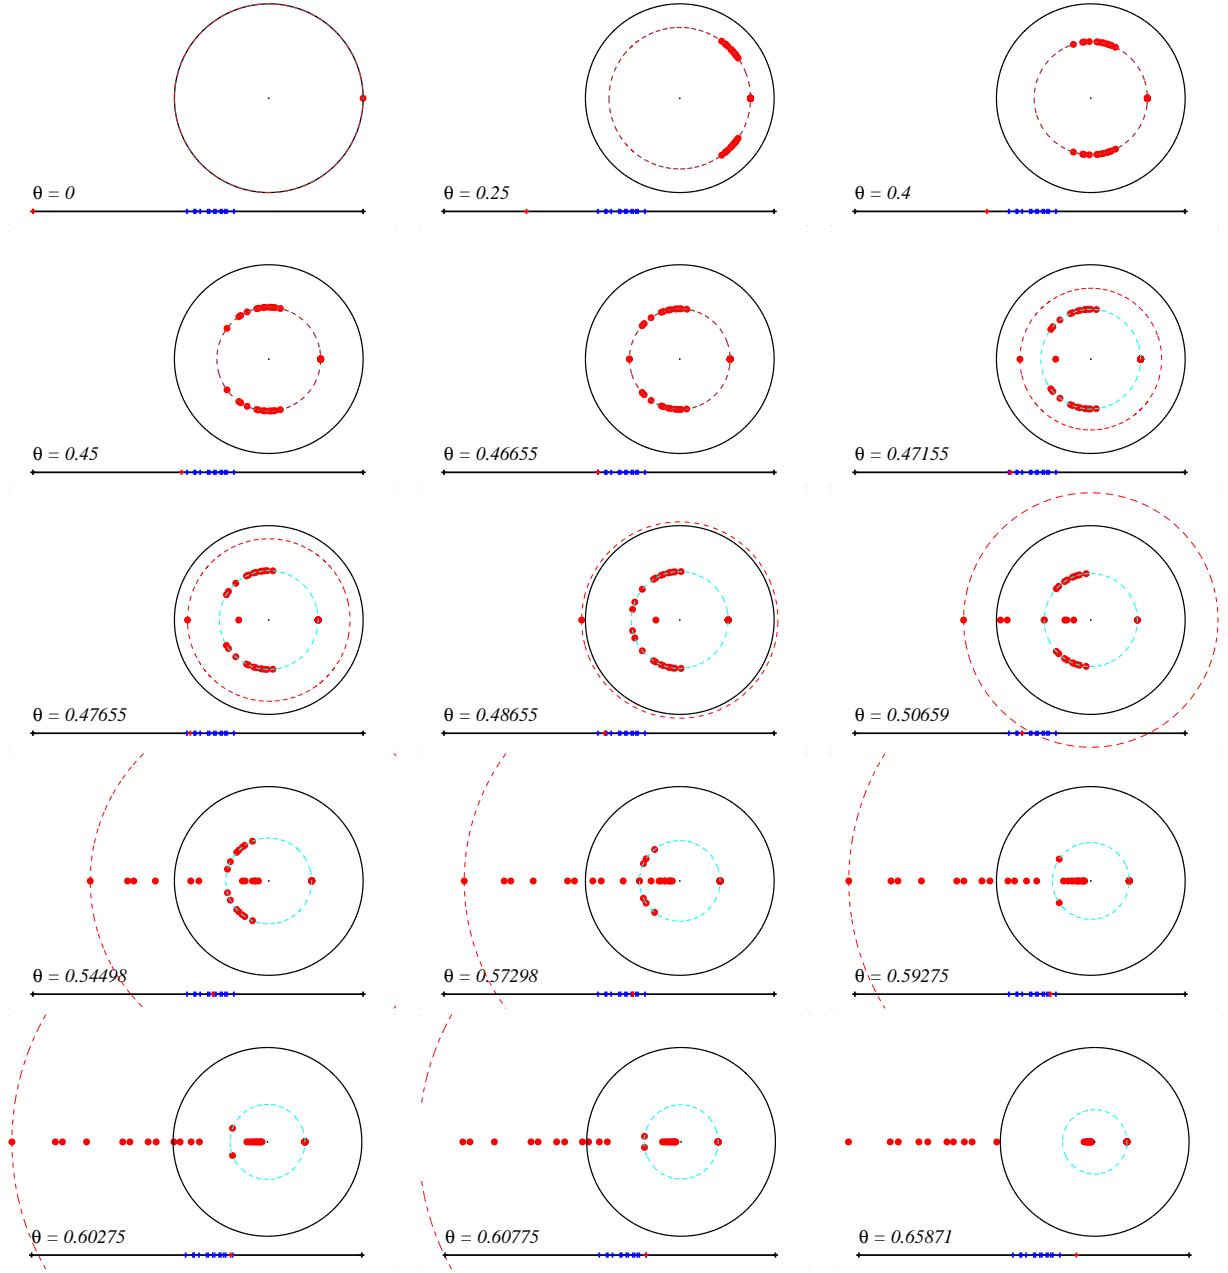 θ = 0
θ = 0.25
θ = 0.4
θ = 0.45
θ = 0.46655
θ = 0.47155
θ = 0.47655
θ = 0.48655
θ = 0.50659
θ = 0.54498
θ = 0.57298
θ = 0.59275
θ = 0.60275
θ = 0.60775
θ = 0.65871